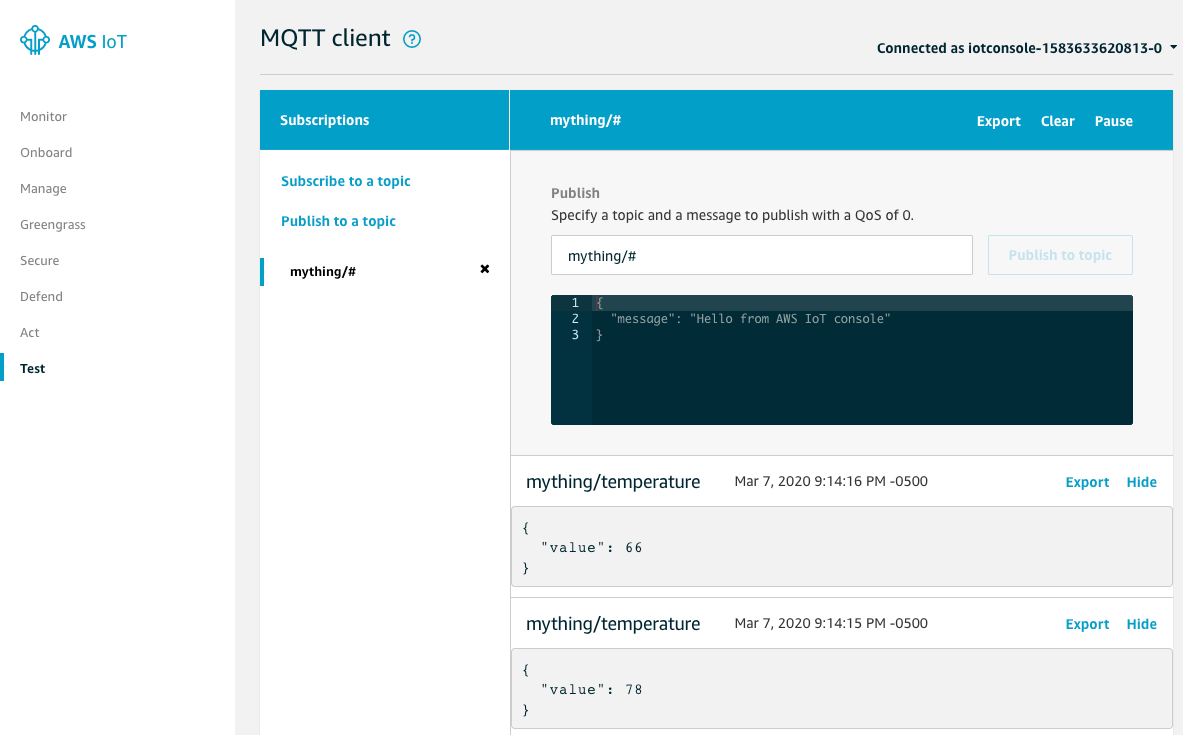 AWS IoT
Monitor
Onboard
Manage
Greengrass
Secure
Defend
Act
Test
MQTT client ?
Connected as iotconsole-1583633620813-0
Subscriptions
Subscribe to a topic
Publish to a topic
mything/#
mything/#
Export Clear Pause
Publish
Specify a topic and a message to publish with a QoS of 0.
mything/#
Publish to topic
1 {
2 "message": "Hello from AWS IoT console"
3 }
mything/temperature Mar 7, 2020 9:14:16 PM -0500 Export Hide
{
"value": 66
}
mything/temperature Mar 7, 2020 9:14:15 PM -0500 Export Hide
{
"value": 78
}